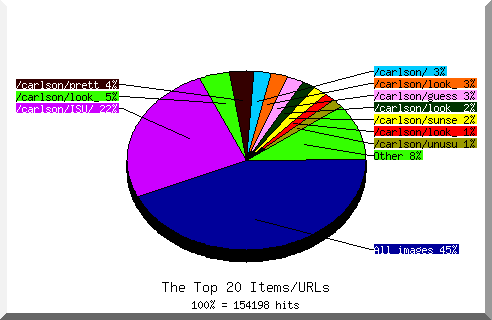 /carlson/ 3%
/carlson/look_ 3%
/carlson/guess 3%
/carlson/look_ 2%
/carlson/sunse 2%
/carlson/look_ 1%
/carlson/unusu 1%
Other 8%
/carlson/prett 4%
/carlson/look_ 5%
/carlson/ISU/ 22%
All images 45%
The Top 20 Items/URLs
100% = 154198 hits